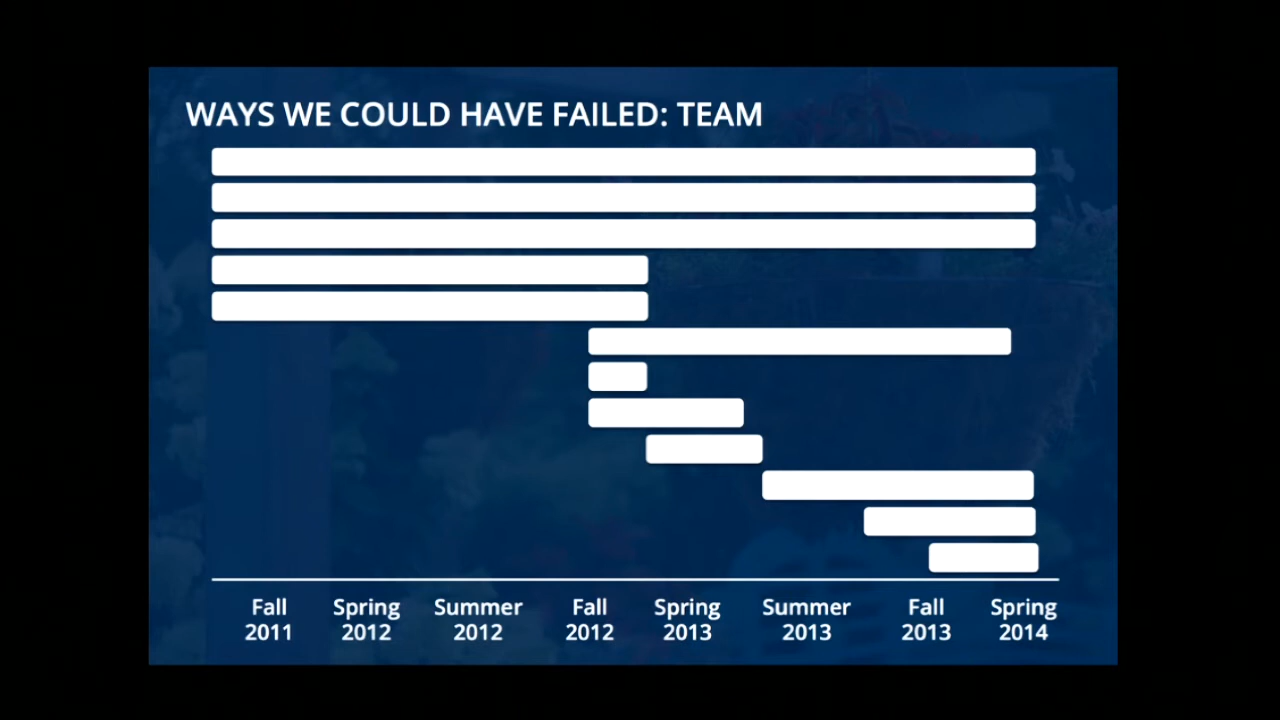 WAYS WE COULD HAVE FAILED: TEAM
Fall Spring Summer Fall Spring Summer Fall Spring
2011 2012 2012 2012 2013 2013 2013 2014